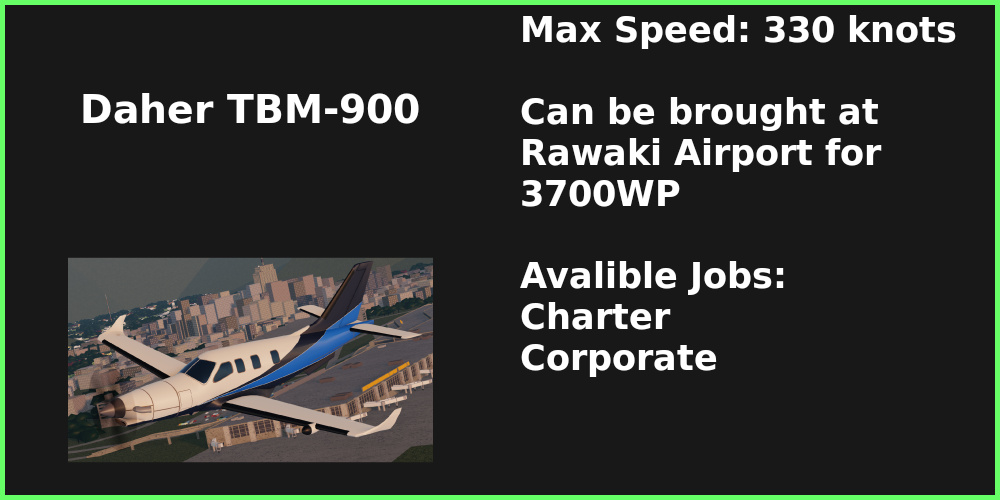 Daher TBM-900
Max Speed: 330 knots
Can be brought at
Rawaki Airport for
3700WP
Avalible Jobs:
Charter
Corporate